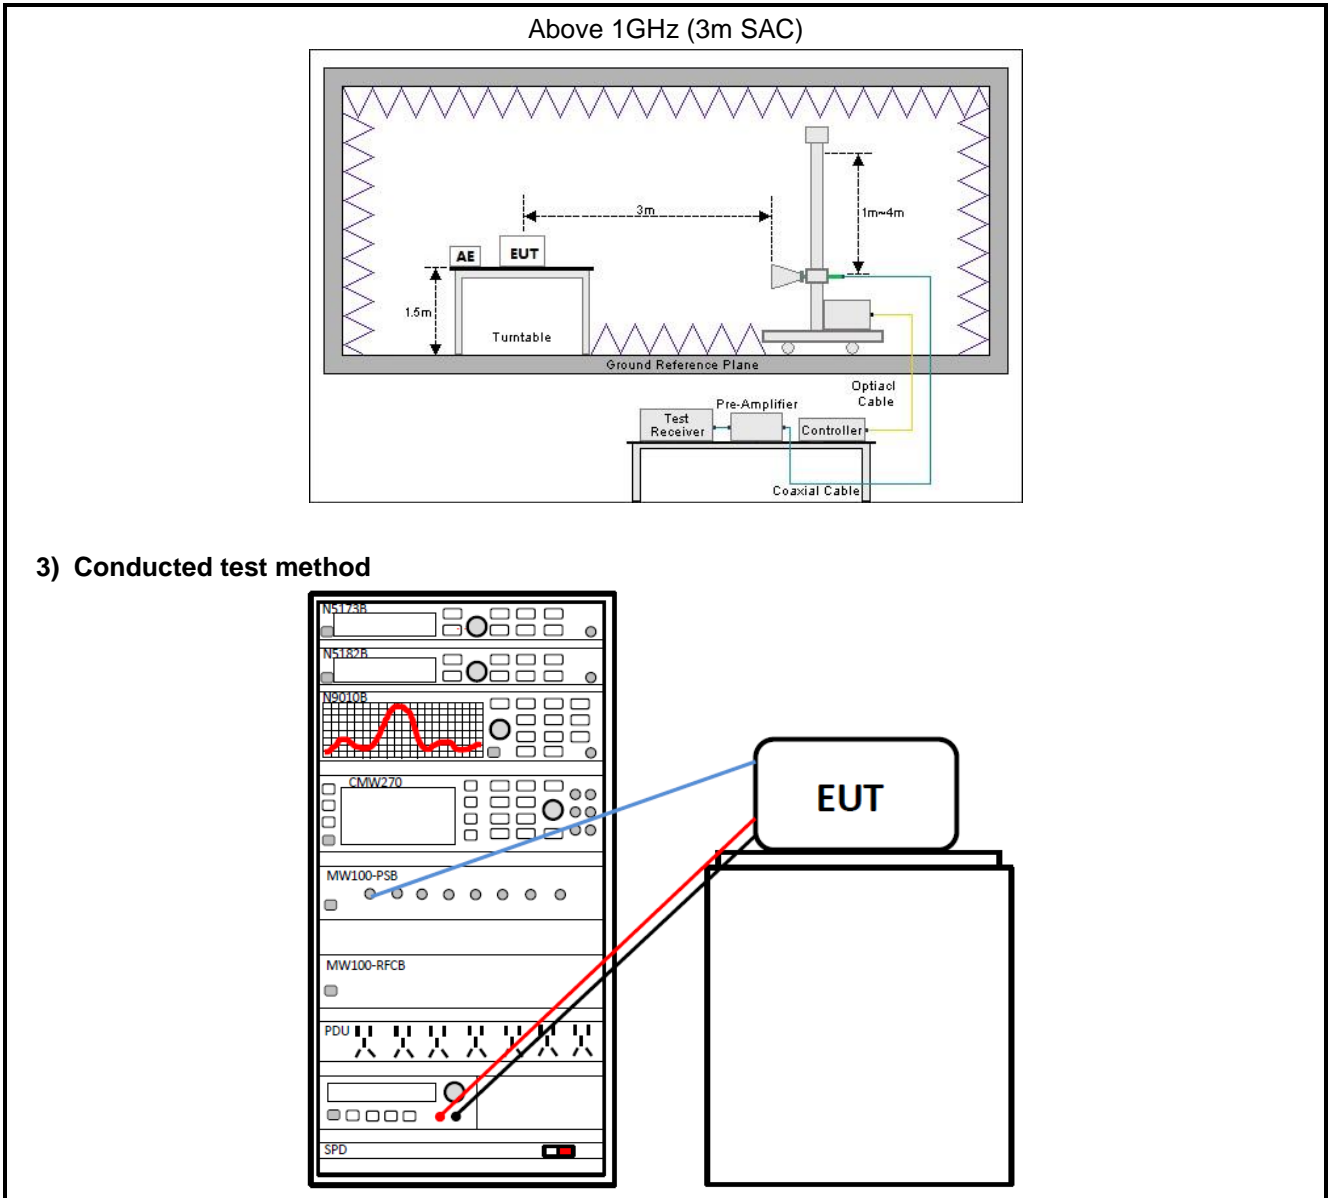 Above 1GHz (3m SAC)
3m
1m~4m
AE
EUT
1.5m
Turntable
Ground Reference Plane
Optiacl
Cable
Pre-Amplifier
Test
Receiver
Controller
Coaxial Cable
3) Conducted test method
N5173B
N5182B
N9010B
CMW270
EUT
MW100-PSB
MW100-RFCB
PDU
SPD